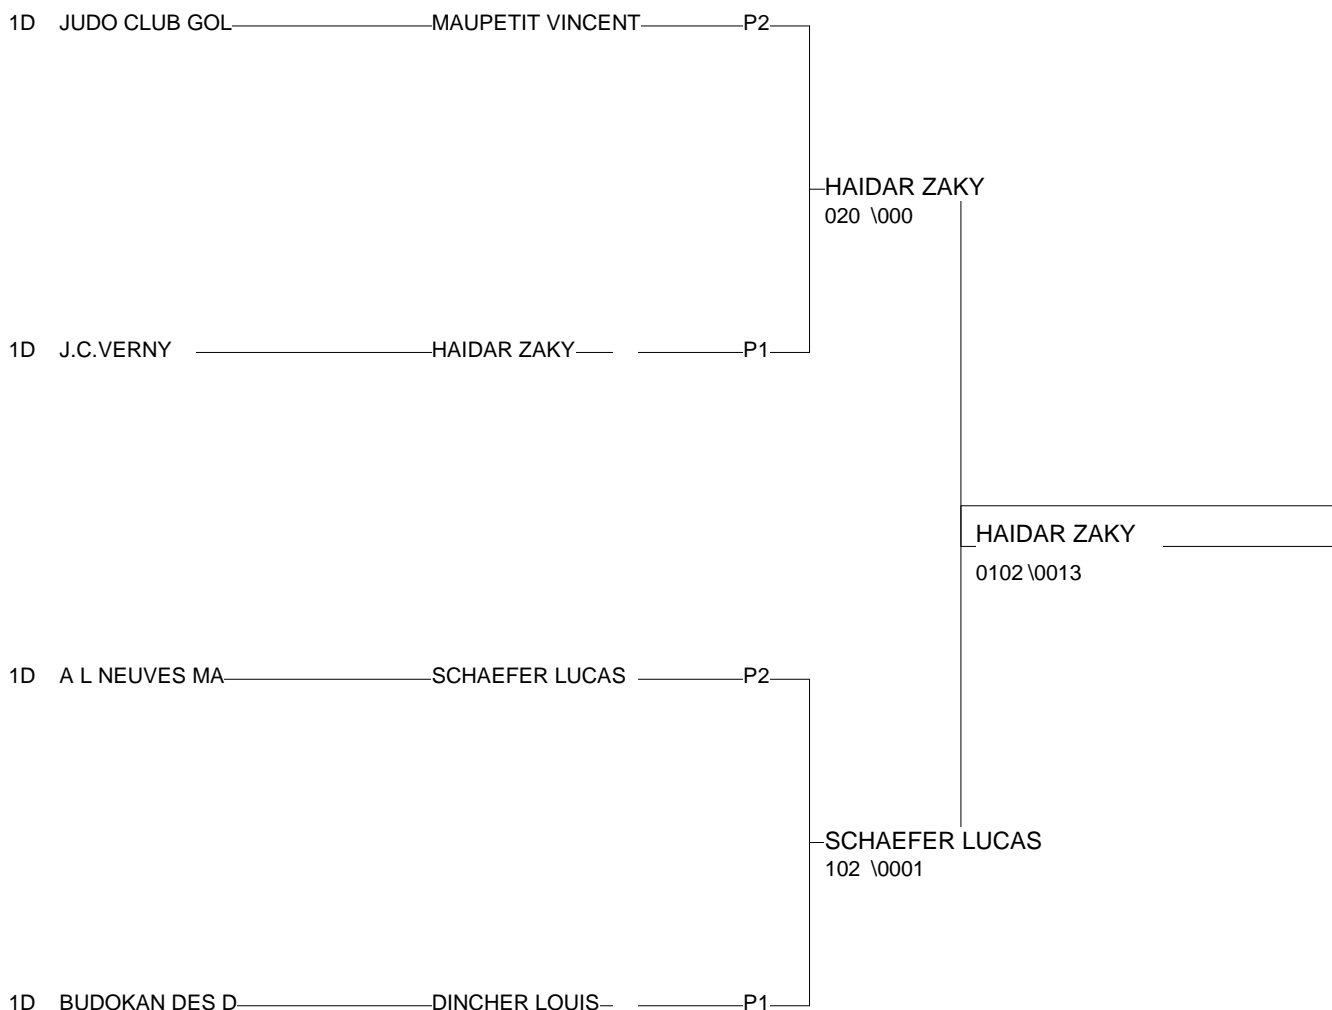 1D JUDO CLUB GOL MAUPETIT VINCENT P2
HAIDAR ZAKY
020 \000
1D J.C.VERNY HAIDAR ZAKY P1
HAIDAR ZAKY
0102 \0013
1D A L NEUVES MA SCHAEFER LUCAS P2
SCHAEFER LUCAS
102 \0001
1D BUDOKAN DES D DINCHER LOUIS P1